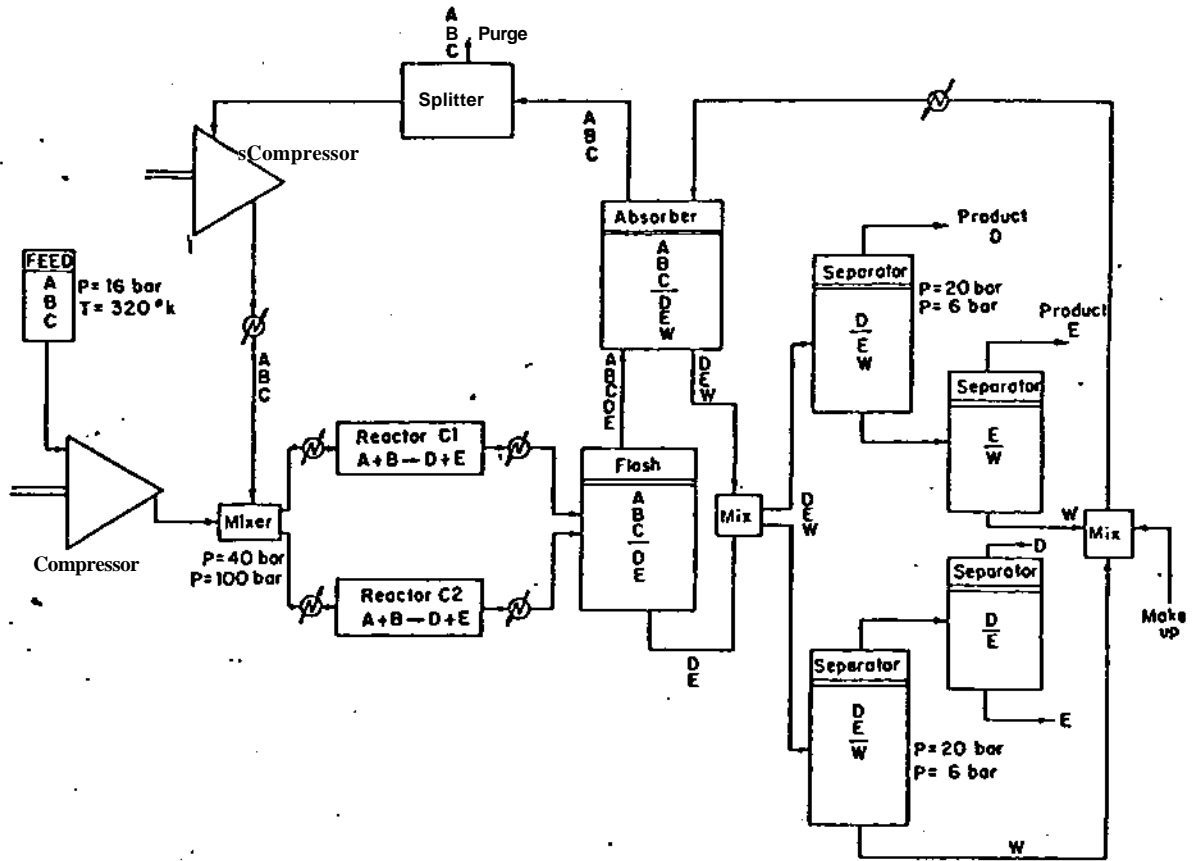 A
B
C
Purge
Splitter
A
B
C
sCompressor
FEED
A
B
C
P = 16 bar
T = 320 °k
A
B
C
Absorber
A
B
C
D
E
W
Product
D
Separator
D
E
W
P = 20 bar
P = 6 bar
Product
E
Separator
E
W
A
B
C
D
E
D
E
W
Reactor C1
A+B — D+E
Flash
A
B
C
D
E
Mixer
P = 40 bar
P = 100 bar
Compressor
Mix
D
E
W
W
Mix
Make
up
Reactor C2
A+B — D+E
D
E
D
Separator
D
E
E
Separator
D
E
W
P = 20 bar
P = 6 bar
W